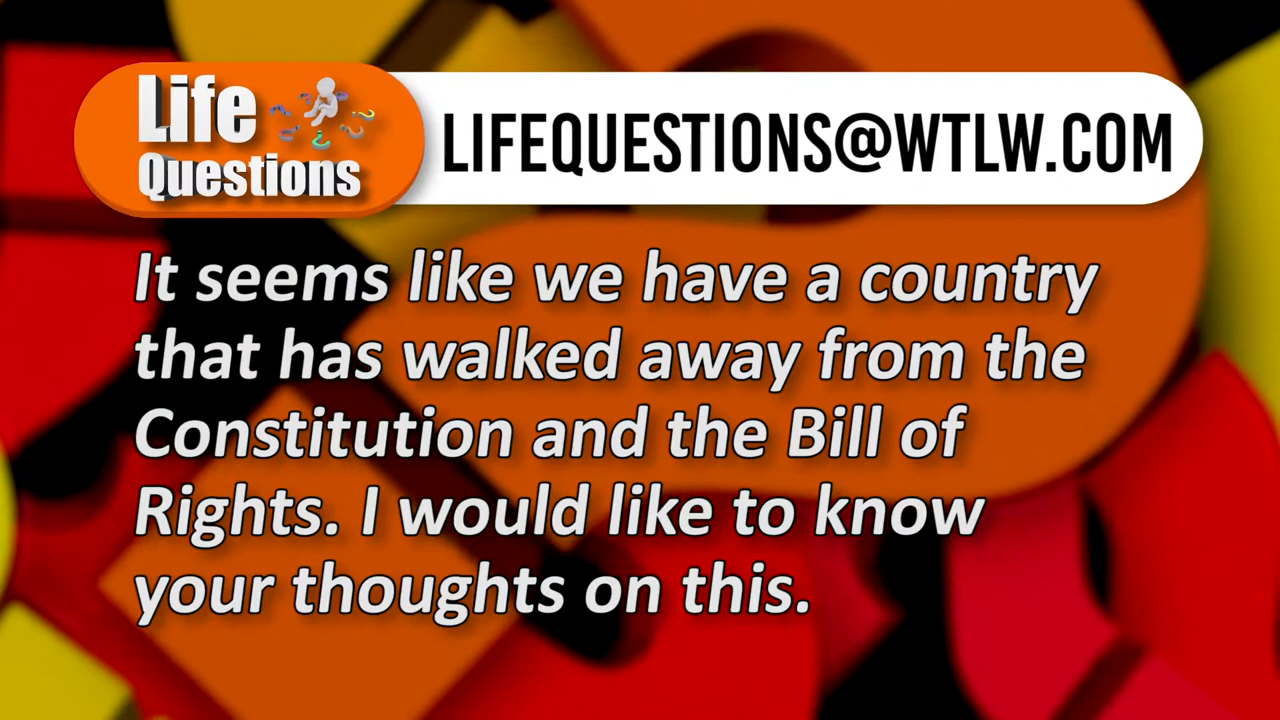 Life
Questions
LIFEQUESTIONS@WTLW.COM
It seems like we have a country
that has walked away from the
Constitution and the Bill of
Rights. I would like to know
your thoughts on this.